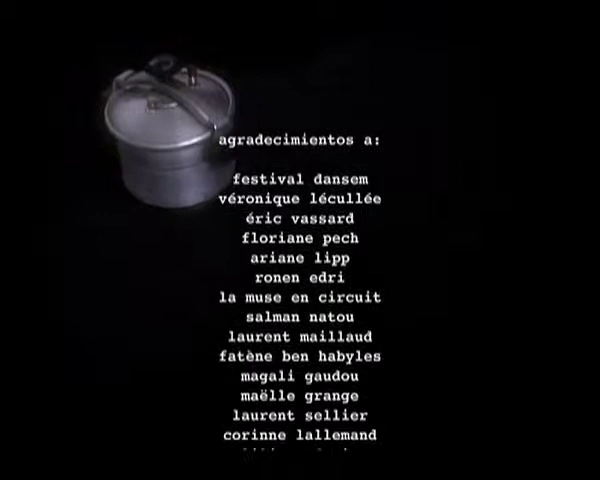 agradecimientos a:
festival dansem
véronique lécullée
éric vassard
floriane pech
ariane lipp
ronen edri
la muse en circuit
salman natou
laurent maillaud
fatène ben habyles
magali gaudou
maëlle grange
laurent sellier
corinne lallemand